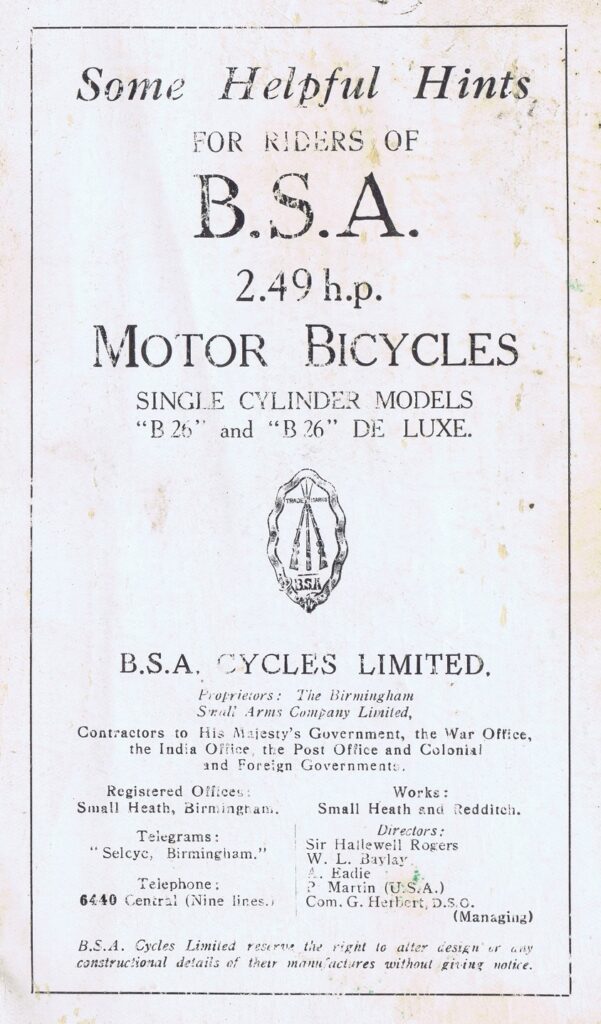 Some Helpful Hints
FOR RIDERS OF
B.S.A.
2.49 h.p.
MOTOR BICYCLES
SINGLE CYLINDER MODELS
"B 26" and "B 26" DE LUXE.
TRADE MARKS
B.S.A.
B.S.A. CYCLES LIMITED.
Proprietors: The Birmingham
Small Arms Company Limited,
Contractors to His Majesty's Government, the War Office,
the India Office, the Post Office and Colonial
and Foreign Governments.
Registered Offices:
Small Heath, Birmingham.
Telegrams:
"Selcyc, Birmingham."
Telephone:
6440 Central (Nine lines.)
Works:
Small Heath and Redditch.
Directors:
Sir Hallewell Rogers
W. L. Bayley
A. Eadie
P. Martin (U.S.A.)
Com. G. Herbert, D.S.O.
(Managing)
B.S.A. Cycles Limited reserve the right to alter design or any
constructional details of their manufactures without giving notice.